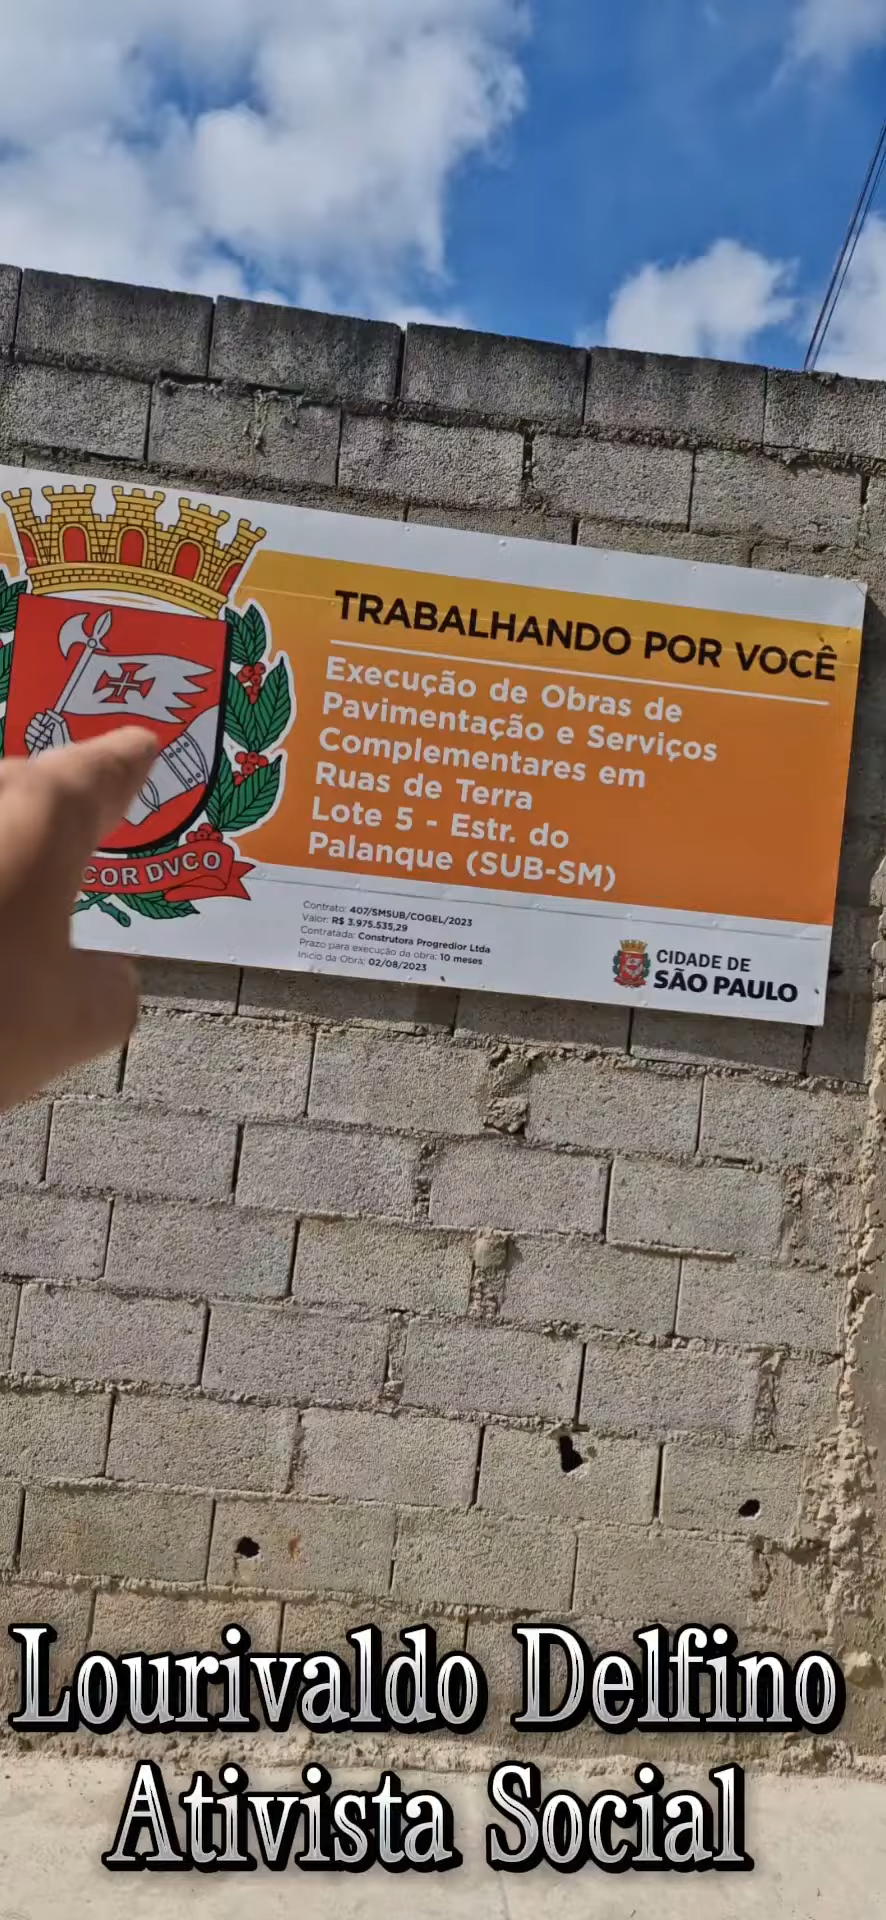 TRABALHANDO POR VOCÊ
Execução de Obras de
Pavimentação e Serviços
Complementares em
Ruas de Terra
Lote 5 - Estr. do
Palanque (SUB-SM)
COR DVCO
Contrato: 407/SMSUB/COGEL/2023
Valor: R$ 3.975.535,29
Contratada: Construtora Progredior Ltda
Prazo para execução da obra: 10 meses
Início da Obra: 02/08/2023
CIDADE DE
SÃO PAULO
Lourivaldo Delfino
Ativista Social